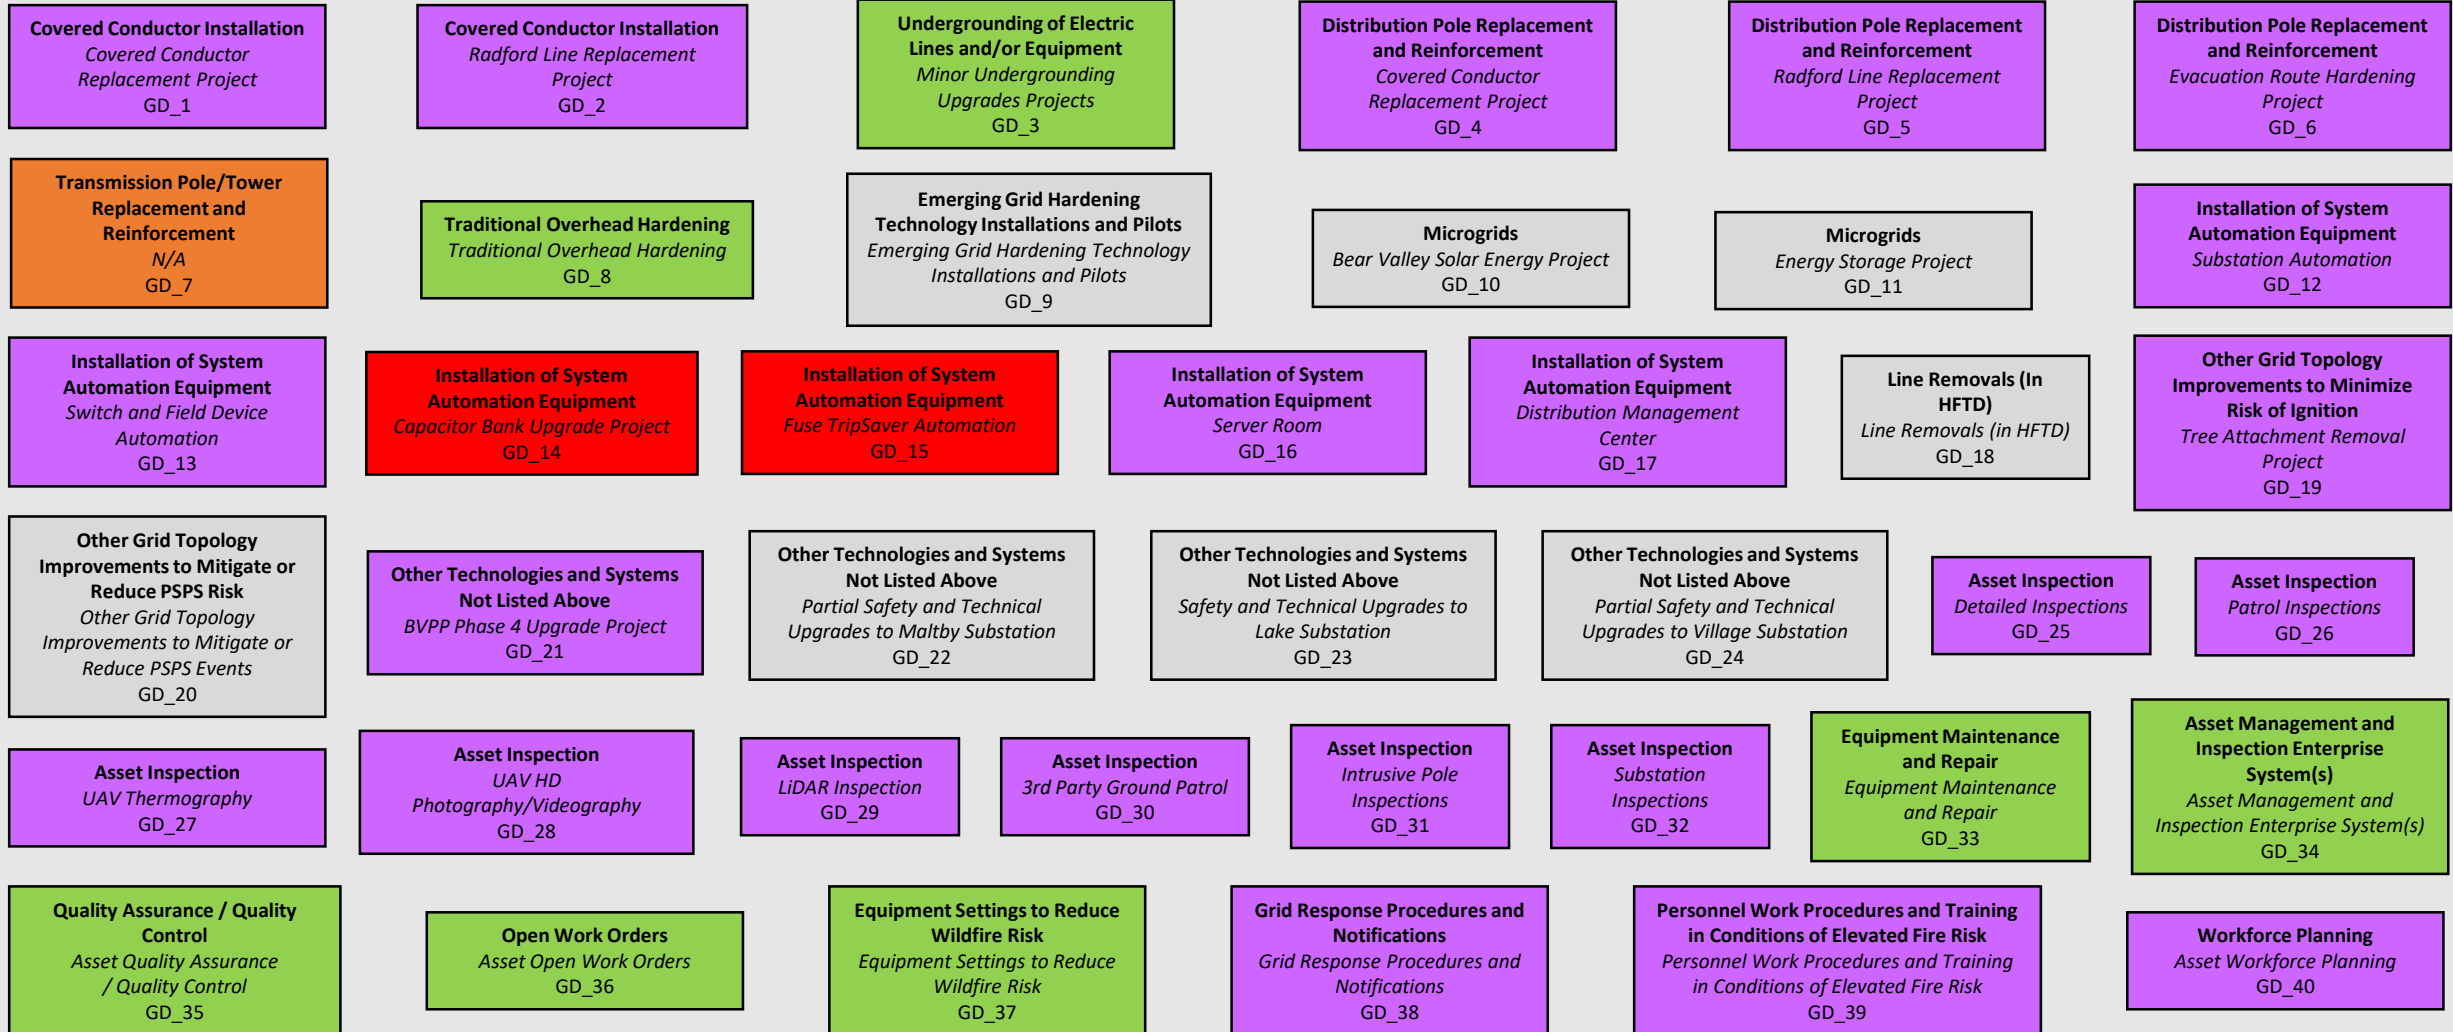 Covered Conductor Installation
Covered Conductor
Replacement Project
GD_1
Covered Conductor Installation
Radford Line Replacement
Project
GD_2
Undergrounding of Electric
Lines and/or Equipment
Minor Undergrounding
Upgrades Projects
GD_3
Distribution Pole Replacement
and Reinforcement
Covered Conductor
Replacement Project
GD_4
Distribution Pole Replacement
and Reinforcement
Radford Line Replacement
Project
GD_5
Distribution Pole Replacement
and Reinforcement
Evacuation Route Hardening
Project
GD_6
Transmission Pole/Tower
Replacement and
Reinforcement
N/A
GD_7
Traditional Overhead Hardening
Traditional Overhead Hardening
GD_8
Emerging Grid Hardening
Technology Installations and Pilots
Emerging Grid Hardening Technology
Installations and Pilots
GD_9
Microgrids
Bear Valley Solar Energy Project
GD_10
Microgrids
Energy Storage Project
GD_11
Installation of System
Automation Equipment
Substation Automation
GD_12
Installation of System
Automation Equipment
Switch and Field Device
Automation
GD_13
Installation of System
Automation Equipment
Capacitor Bank Upgrade Project
GD_14
Installation of System
Automation Equipment
Fuse TripSaver Automation
GD_15
Installation of System
Automation Equipment
Server Room
GD_16
Installation of System
Automation Equipment
Distribution Management
Center
GD_17
Line Removals (In
HFTD)
Line Removals (in HFTD)
GD_18
Other Grid Topology
Improvements to Minimize
Risk of Ignition
Tree Attachment Removal
Project
GD_19
Other Grid Topology
Improvements to Mitigate or
Reduce PSPS Risk
Other Grid Topology
Improvements to Mitigate or
Reduce PSPS Events
GD_20
Other Technologies and Systems
Not Listed Above
BVPP Phase 4 Upgrade Project
GD_21
Other Technologies and Systems
Not Listed Above
Partial Safety and Technical
Upgrades to Maltby Substation
GD_22
Other Technologies and Systems
Not Listed Above
Safety and Technical Upgrades to
Lake Substation
GD_23
Other Technologies and Systems
Not Listed Above
Partial Safety and Technical
Upgrades to Village Substation
GD_24
Asset Inspection
Detailed Inspections
GD_25
Asset Inspection
Patrol Inspections
GD_26
Asset Inspection
UAV Thermography
GD_27
Asset Inspection
UAV HD
Photography/Videography
GD_28
Asset Inspection
LiDAR Inspection
GD_29
Asset Inspection
3rd Party Ground Patrol
GD_30
Asset Inspection
Intrusive Pole
Inspections
GD_31
Asset Inspection
Substation
Inspections
GD_32
Equipment Maintenance
and Repair
Equipment Maintenance
and Repair
GD_33
Asset Management and
Inspection Enterprise
System(s)
Asset Management and
Inspection Enterprise System(s)
GD_34
Quality Assurance / Quality
Control
Asset Quality Assurance
/ Quality Control
GD_35
Open Work Orders
Asset Open Work Orders
GD_36
Equipment Settings to Reduce
Wildfire Risk
Equipment Settings to Reduce
Wildfire Risk
GD_37
Grid Response Procedures and
Notifications
Grid Response Procedures and
Notifications
GD_38
Personnel Work Procedures and Training
in Conditions of Elevated Fire Risk
Personnel Work Procedures and Training
in Conditions of Elevated Fire Risk
GD_39
Workforce Planning
Asset Workforce Planning
GD_40